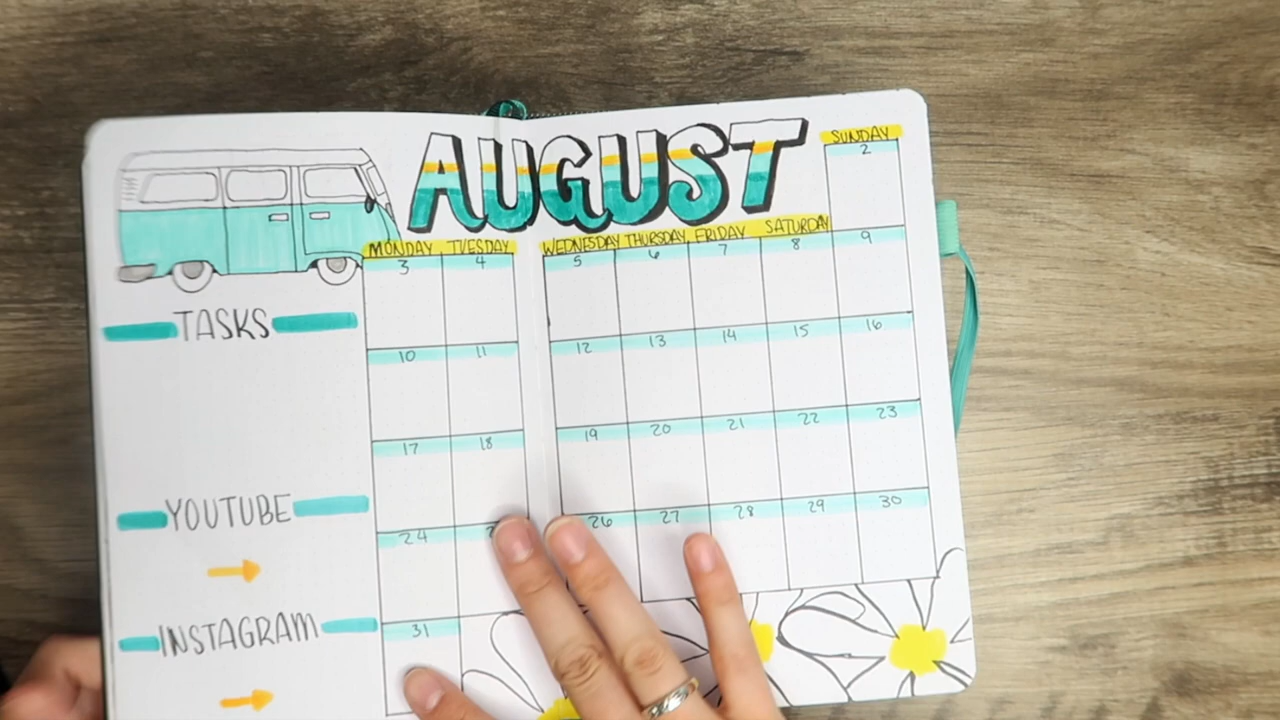 AUGUST
SUNDAY
2
MONDAY TUESDAY WEDNESDAY THURSDAY FRIDAY SATURDAY
3 4 5 6 7 8 9
TASKS
10 11 12 13 14 15 16
17 18 19 20 21 22 23
YOUTUBE
24 26 27 28 29 30
INSTAGRAM
31